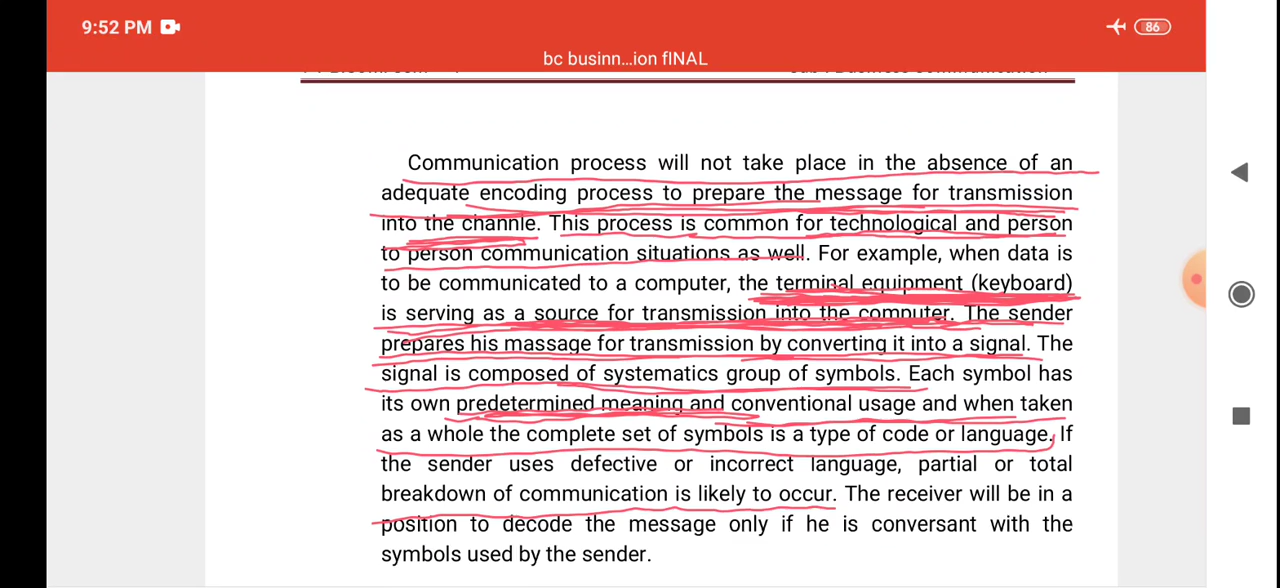 9:52 PM
86
bc businn...ion fINAL
Communication process will not take place in the absence of an
adequate encoding process to prepare the message for transmission
into the channle. This process is common for technological and person
to person communication situations as well. For example, when data is
to be communicated to a computer, the terminal equipment (keyboard)
is serving as a source for transmission into the computer. The sender
prepares his massage for transmission by converting it into a signal. The
signal is composed of systematics group of symbols. Each symbol has
its own predetermined meaning and conventional usage and when taken
as a whole the complete set of symbols is a type of code or language. If
the sender uses defective or incorrect language, partial or total
breakdown of communication is likely to occur. The receiver will be in a
position to decode the message only if he is conversant with the
symbols used by the sender.